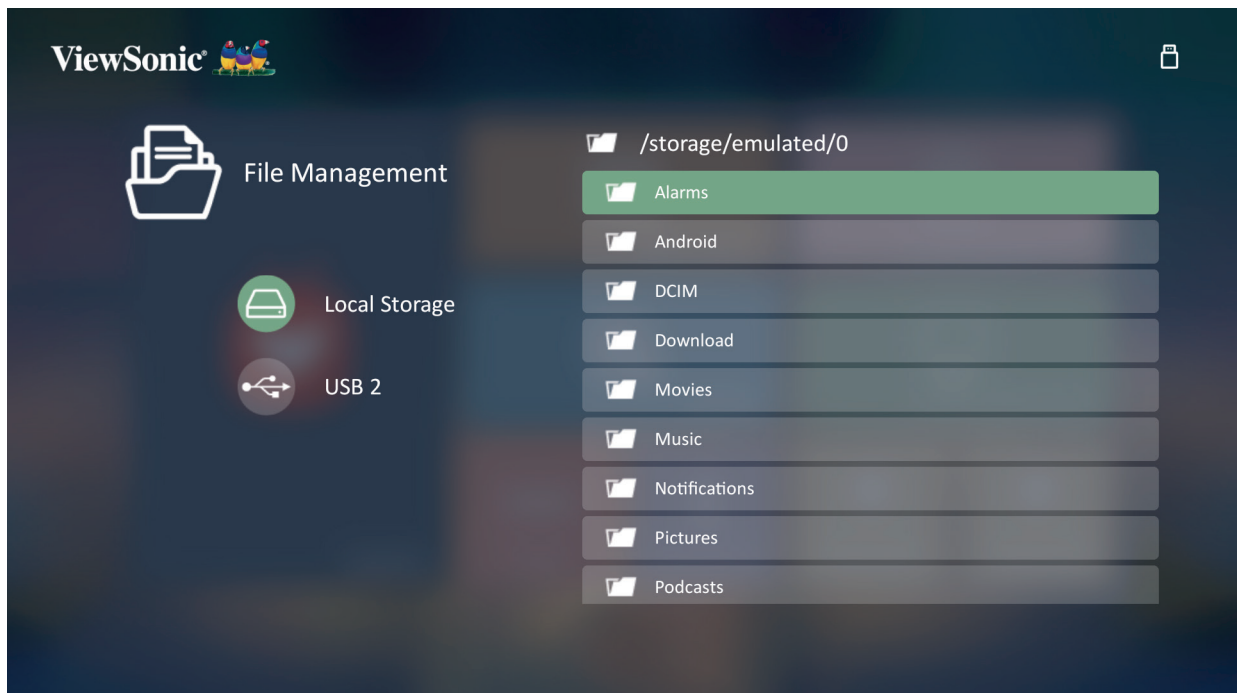 ViewSonic®
File Management
Local Storage
USB 2
/storage/emulated/0
Alarms
Android
DCIM
Download
Movies
Music
Notifications
Pictures
Podcasts